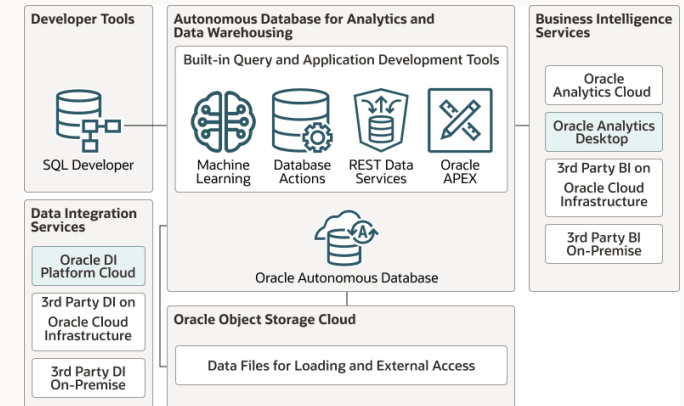 Developer Tools
SQL Developer
Autonomous Database for Analytics and
Data Warehousing
Built-in Query and Application Development Tools
Machine
Learning
Database
Actions
REST Data
Services
Oracle
APEX
Oracle Autonomous Database
Business Intelligence
Services
Oracle
Analytics Cloud
Oracle Analytics
Desktop
3rd Party BI on
Oracle Cloud
Infrastructure
3rd Party BI
On-Premise
Data Integration
Services
Oracle DI
Platform Cloud
3rd Party DI on
Oracle Cloud
Infrastructure
3rd Party DI
On-Premise
Oracle Object Storage Cloud
Data Files for Loading and External Access
A